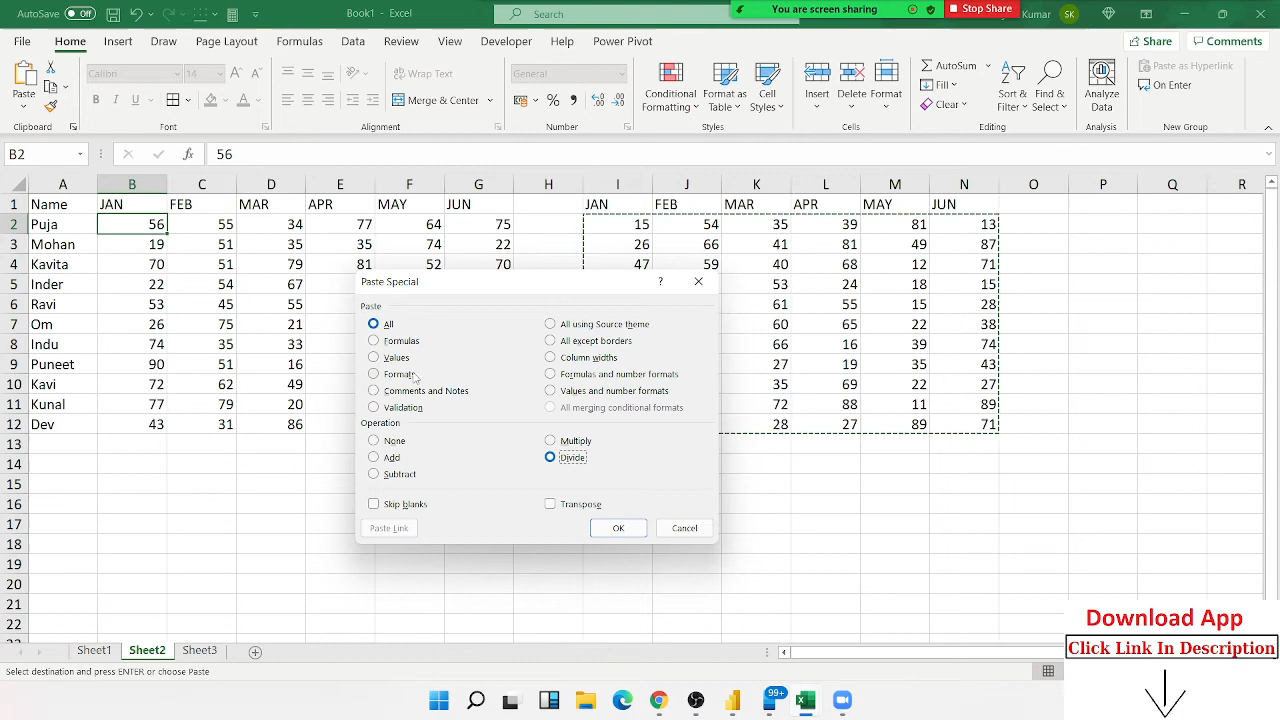 AutoSave Off Book1 - Excel Search You are screen sharing Stop Share Kumar SK
File Home Insert Draw Page Layout Formulas Data Review View Developer Help Power Pivot Share Comments
Paste Calibri 14 Wrap Text General Conditional Formatting Format as Table Cell Styles Insert Delete Format AutoSum Fill Clear Sort & Filter Find & Select Analyze Data Paste as Hyperlink On Enter
B I U Merge & Center
Clipboard Font Alignment Number Styles Cells Editing Analysis New Group
B2 fx 56
A B C D E F G H I J K L M N O P Q R
1 Name JAN FEB MAR APR MAY JUN JAN FEB MAR APR MAY JUN
2 Puja 56 55 34 77 64 75 15 54 35 39 81 13
3 Mohan 19 51 35 35 74 22 26 66 41 81 49 87
4 Kavita 70 51 79 81 52 70 47 59 40 68 12 71
5 Inder 22 54 67 53 24 18 15
6 Ravi 53 45 55 61 55 15 28
7 Om 26 75 21 60 65 22 38
8 Indu 74 35 33 66 16 39 74
9 Puneet 90 51 16 27 19 35 43
10 Kavi 72 62 49 35 69 22 27
11 Kunal 77 79 20 72 88 11 89
12 Dev 43 31 86 28 27 89 71
13
14
15
16
17
18
19
20
21
22
Paste Special ?
Paste
All All using Source theme
Formulas All except borders
Values Column widths
Formats Formulas and number formats
Comments and Notes Values and number formats
Validation All merging conditional formats
Operation
None Multiply
Add Divide
Subtract
Skip blanks Transpose
Paste Link OK Cancel
Sheet1 Sheet2 Sheet3
Select destination and press ENTER or choose Paste
99+
Download App
Click Link In Description